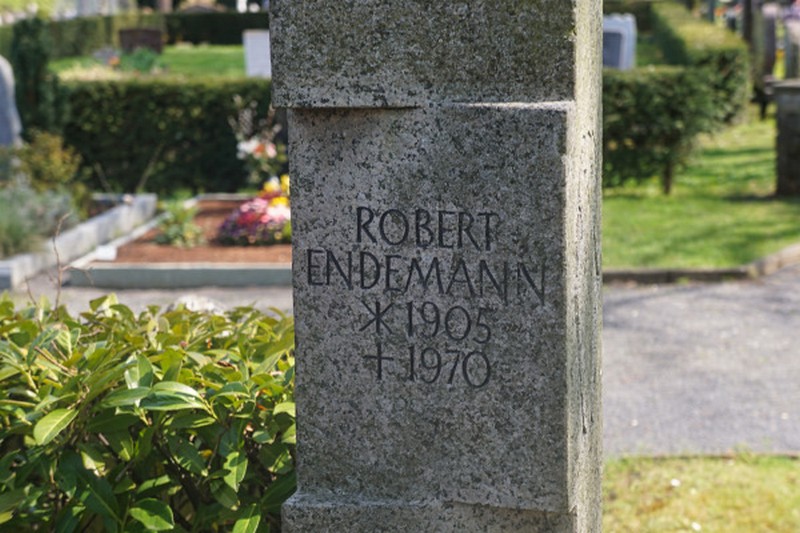 ROBERT
ENDEMANN
* 1905
+ 1970